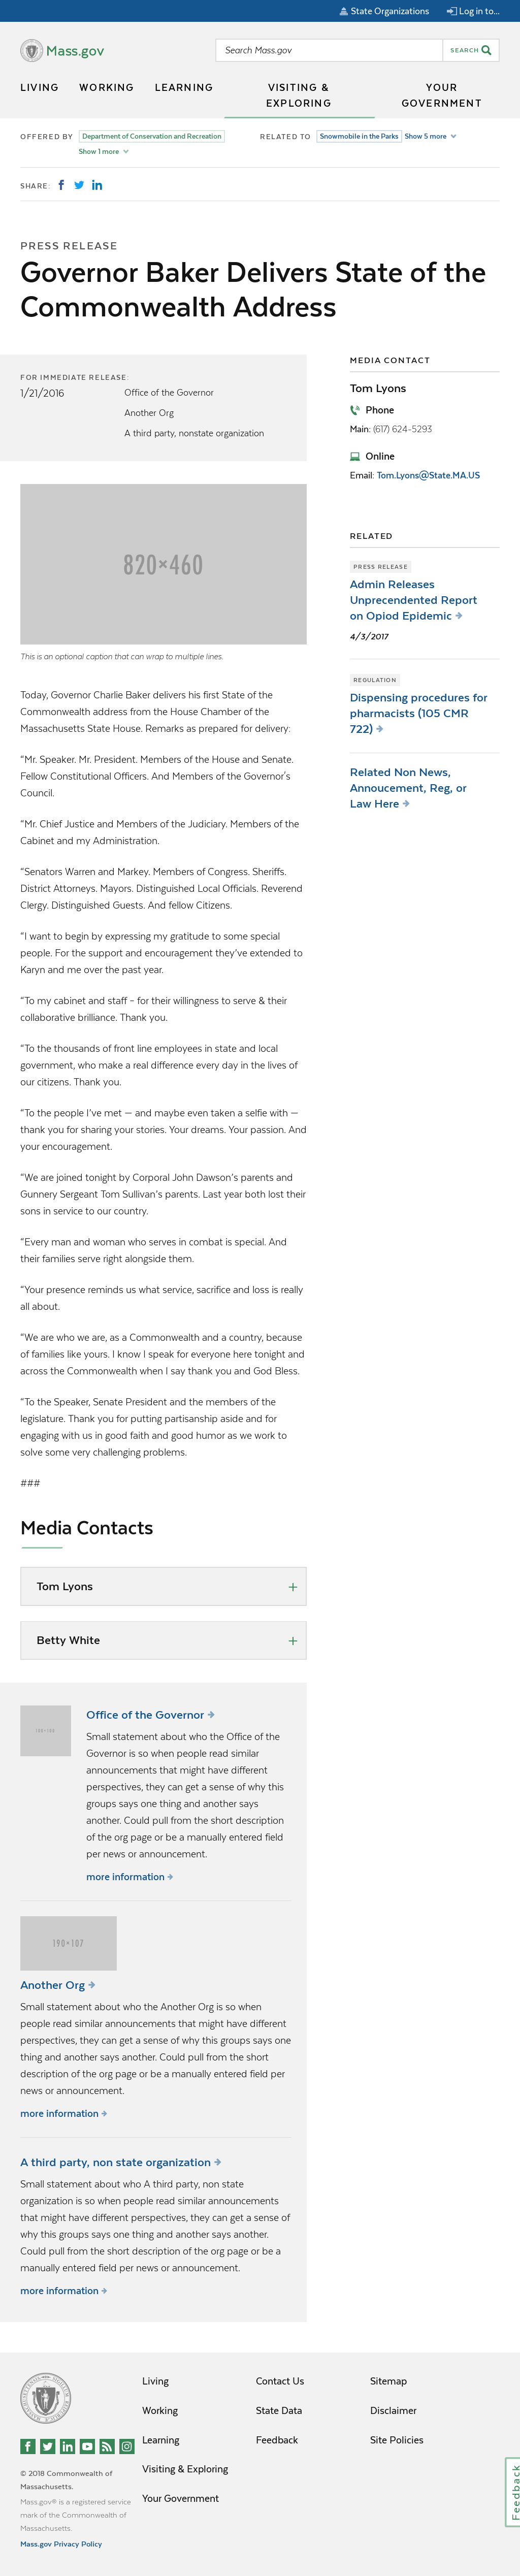 State Organizations
Log in to...
Mass.gov
Search Mass.gov
SEARCH
LIVING
WORKING
LEARNING
VISITING &
EXPLORING
YOUR
GOVERNMENT
OFFERED BY
Department of Conservation and Recreation
Show 1 more
RELATED TO
Snowmobile in the Parks
Show 5 more
SHARE:
PRESS RELEASE
Governor Baker Delivers State of the
Commonwealth Address
FOR IMMEDIATE RELEASE:
1/21/2016
Office of the Governor
Another Org
A third party, nonstate organization
820×460
This is an optional caption that can wrap to multiple lines.
Today, Governor Charlie Baker delivers his first State of the
Commonwealth address from the House Chamber of the
Massachusetts State House. Remarks as prepared for delivery:
“Mr. Speaker. Mr. President. Members of the House and Senate.
Fellow Constitutional Officers. And Members of the Governor's
Council.
“Mr. Chief Justice and Members of the Judiciary. Members of the
Cabinet and my Administration.
“Senators Warren and Markey. Members of Congress. Sheriffs.
District Attorneys. Mayors. Distinguished Local Officials. Reverend
Clergy. Distinguished Guests. And fellow Citizens.
“I want to begin by expressing my gratitude to some special
people. For the support and encouragement they’ve extended to
Karyn and me over the past year.
“To my cabinet and staff – for their willingness to serve & their
collaborative brilliance. Thank you.
“To the thousands of front line employees in state and local
government, who make a real difference every day in the lives of
our citizens. Thank you.
“To the people I’ve met — and maybe even taken a selfie with —
thank you for sharing your stories. Your dreams. Your passion. And
your encouragement.
“We are joined tonight by Corporal John Dawson’s parents and
Gunnery Sergeant Tom Sullivan’s parents. Last year both lost their
sons in service to our country.
“Every man and woman who serves in combat is special. And
their families serve right alongside them.
“Your presence reminds us what service, sacrifice and loss is really
all about.
“We are who we are, as a Commonwealth and a country, because
of families like yours. I know I speak for everyone here tonight and
across the Commonwealth when I say thank you and God Bless.
“To the Speaker, Senate President and the members of the
legislature. Thank you for putting partisanship aside and for
engaging with us in good faith and good humor as we work to
solve some very challenging problems.
###
Media Contacts
Tom Lyons
Betty White
Office of the Governor
Small statement about who the Office of the
Governor is so when people read similar
announcements that might have different
perspectives, they can get a sense of why this
groups says one thing and another says
another. Could pull from the short description
of the org page or be a manually entered field
per news or announcement.
more information
190×107
Another Org
Small statement about who the Another Org is so when
people read similar announcements that might have different
perspectives, they can get a sense of why this groups says one
thing and another says another. Could pull from the short
description of the org page or be a manually entered field per
news or announcement.
more information
A third party, non state organization
Small statement about who A third party, non state
organization is so when people read similar announcements
that might have different perspectives, they can get a sense of
why this groups says one thing and another says another.
Could pull from the short description of the org page or be a
manually entered field per news or announcement.
more information
MEDIA CONTACT
Tom Lyons
Phone
Main: (617) 624-5293
Online
Email: Tom.Lyons@State.MA.US
RELATED
PRESS RELEASE
Admin Releases
Unprecendented Report
on Opiod Epidemic
4/3/2017
REGULATION
Dispensing procedures for
pharmacists (105 CMR
722)
Related Non News,
Annoucement, Reg, or
Law Here
© 2018 Commonwealth of
Massachusetts.
Mass.gov® is a registered service
mark of the Commonwealth of
Massachusetts.
Mass.gov Privacy Policy
Living
Working
Learning
Visiting & Exploring
Your Government
Contact Us
State Data
Feedback
Sitemap
Disclaimer
Site Policies
Feedback